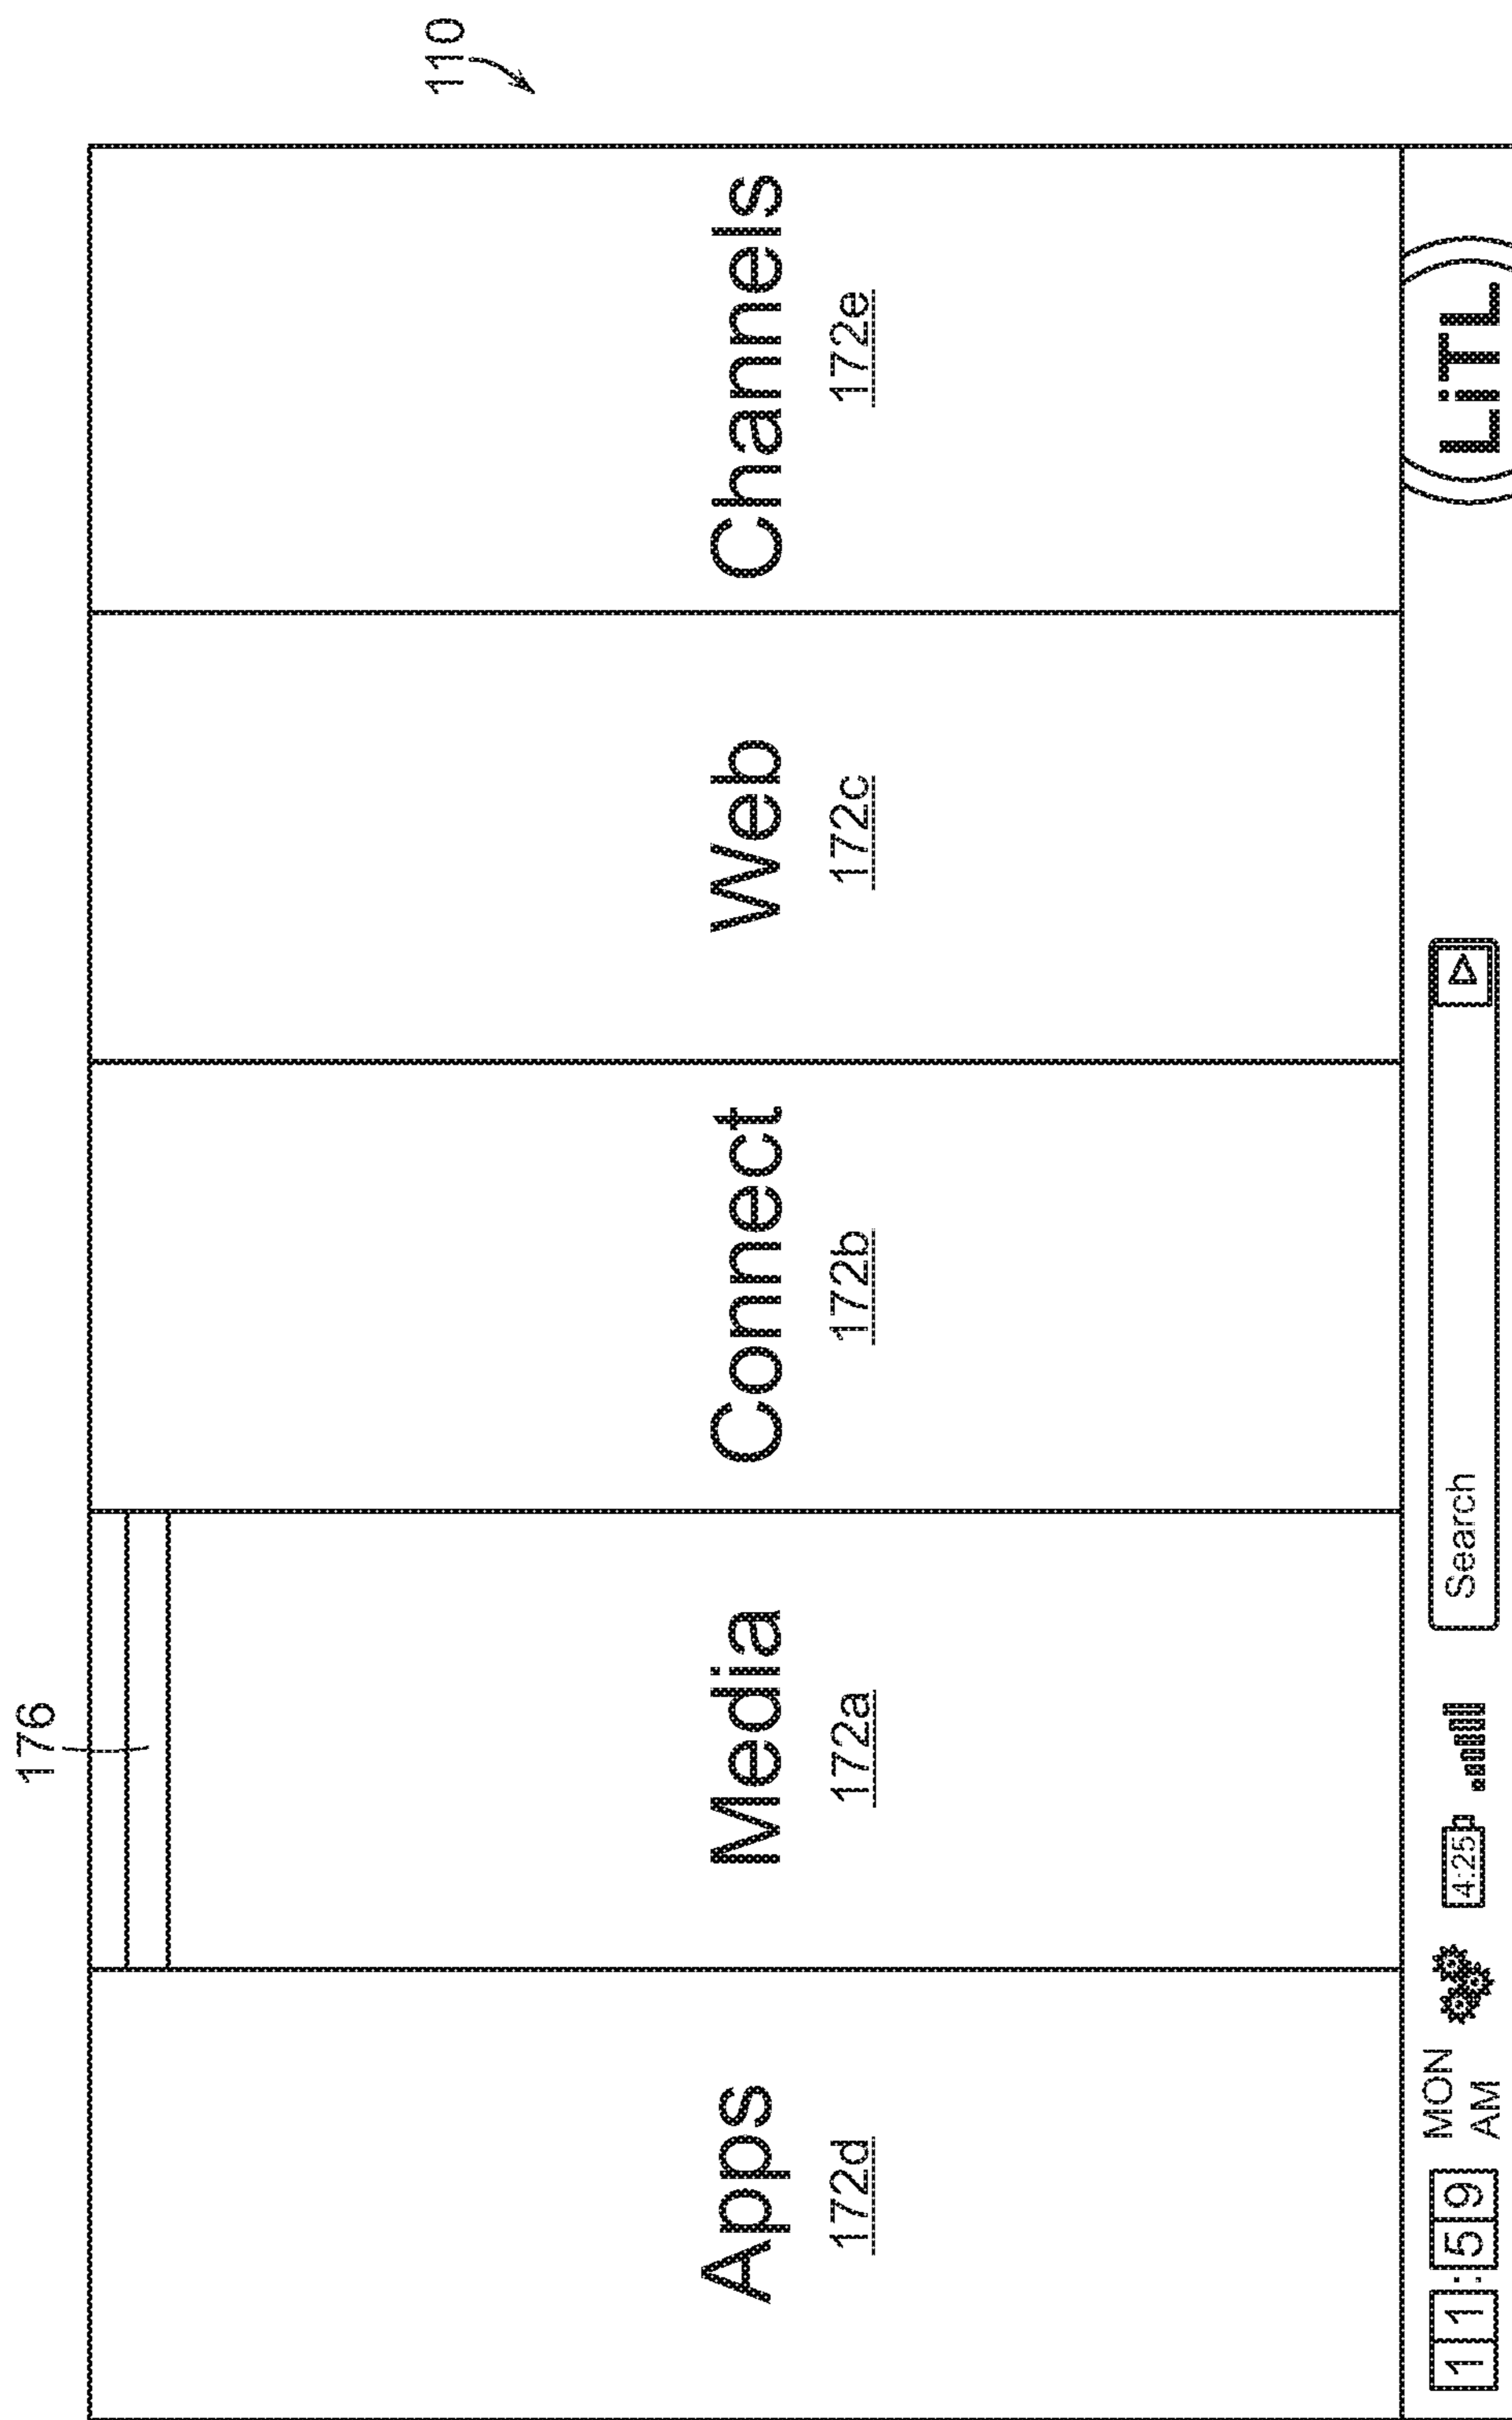 110
176
Apps
Media
Connect
Web
Channels
172d
172a
172b
172c
172e
11:59 MON AM
4:25
Search
LiTL